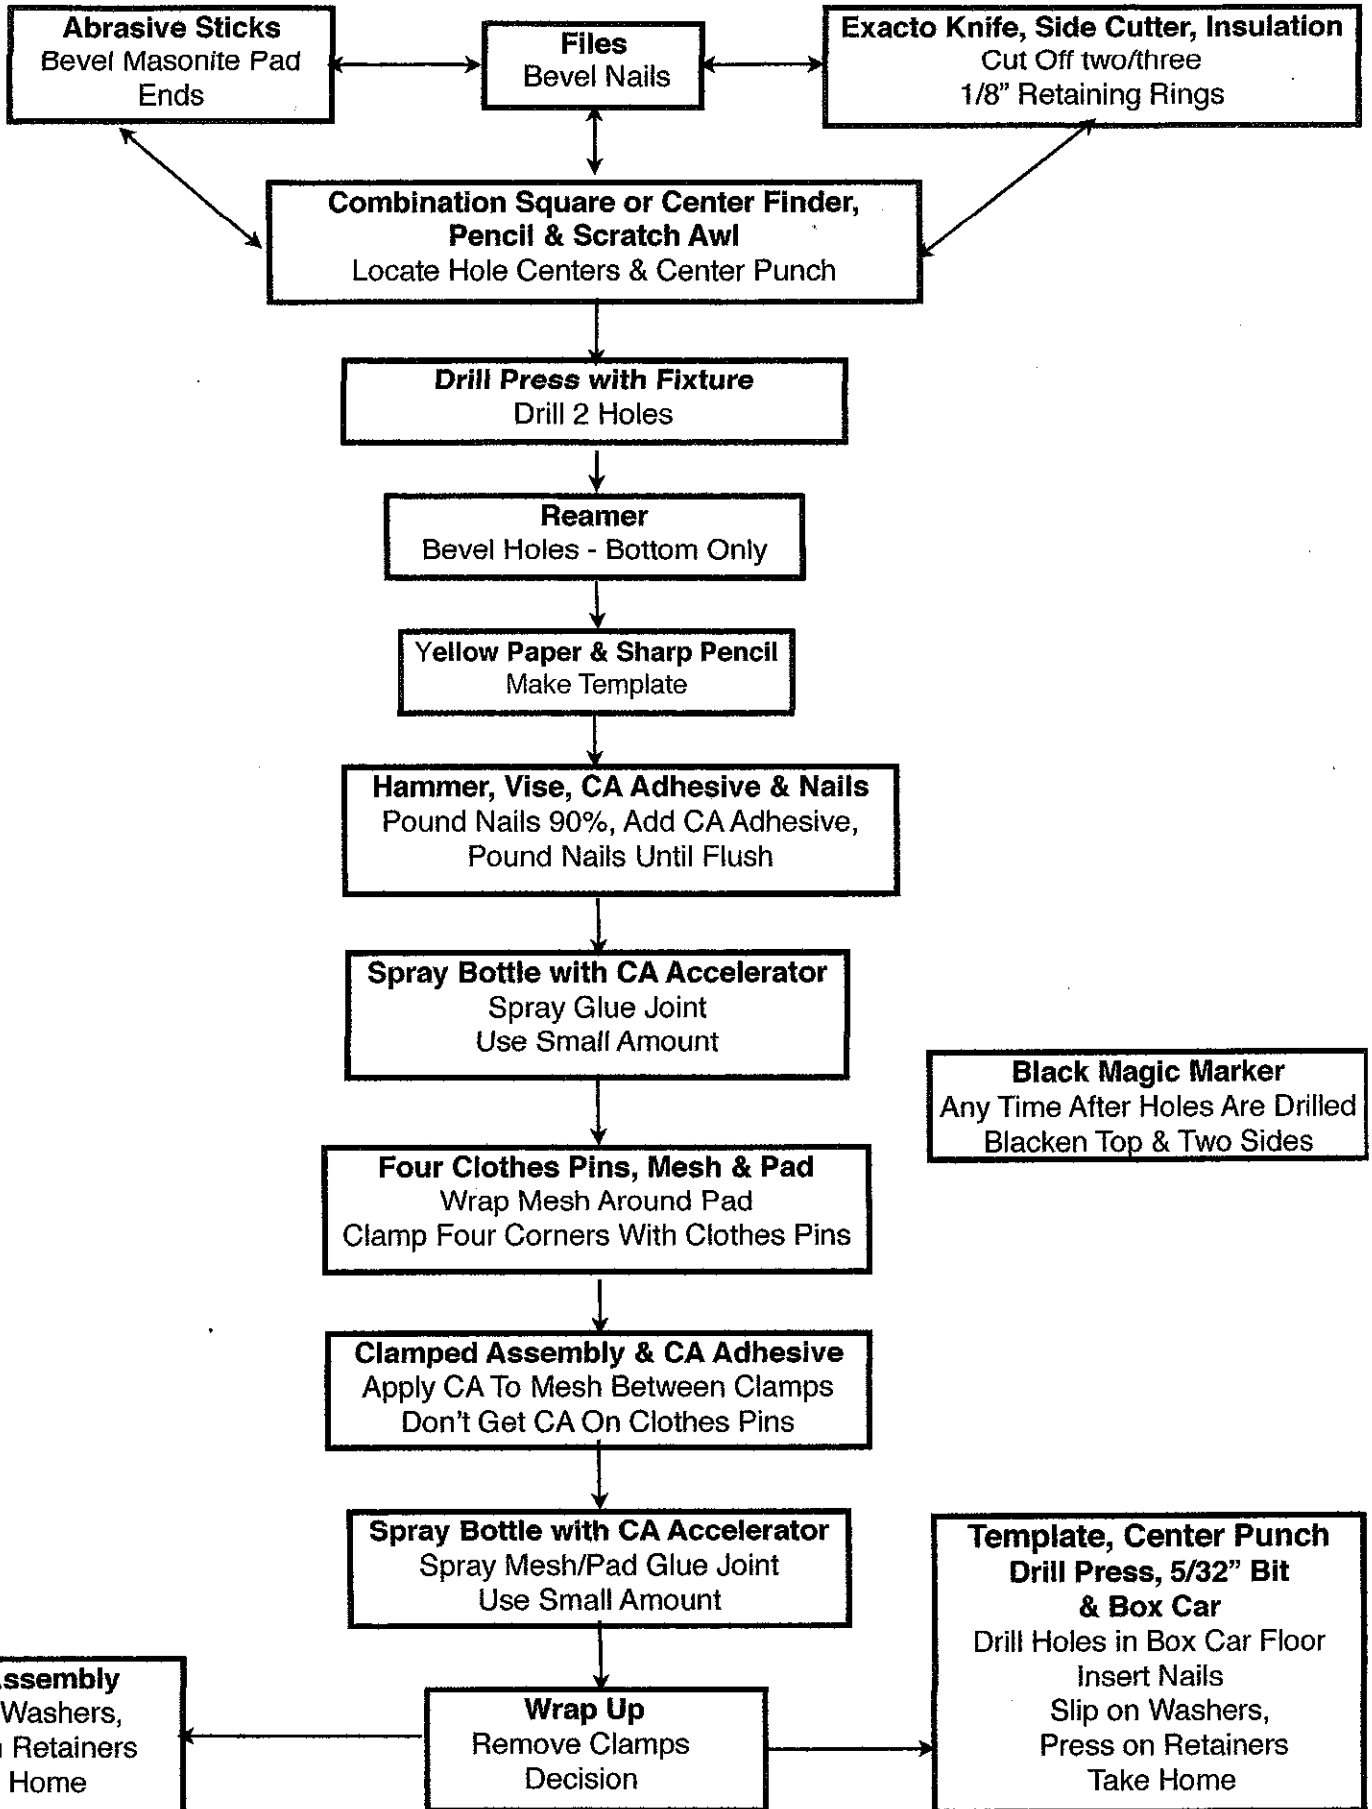 Abrasive Sticks
Bevel Masonite Pad
Ends
Files
Bevel Nails
Exacto Knife, Side Cutter, Insulation
Cut Off two/three
1/8" Retaining Rings
Combination Square or Center Finder,
Pencil & Scratch Awl
Locate Hole Centers & Center Punch
Drill Press with Fixture
Drill 2 Holes
Reamer
Bevel Holes - Bottom Only
Yellow Paper & Sharp Pencil
Make Template
Hammer, Vise, CA Adhesive & Nails
Pound Nails 90%, Add CA Adhesive,
Pound Nails Until Flush
Spray Bottle with CA Accelerator
Spray Glue Joint
Use Small Amount
Black Magic Marker
Any Time After Holes Are Drilled
Blacken Top & Two Sides
Four Clothes Pins, Mesh & Pad
Wrap Mesh Around Pad
Clamp Four Corners With Clothes Pins
Clamped Assembly & CA Adhesive
Apply CA To Mesh Between Clamps
Don't Get CA On Clothes Pins
Spray Bottle with CA Accelerator
Spray Mesh/Pad Glue Joint
Use Small Amount
Template, Center Punch
Drill Press, 5/32" Bit
& Box Car
Drill Holes in Box Car Floor
Insert Nails
Slip on Washers,
Press on Retainers
Take Home
Wrap Up
Remove Clamps
Decision
Washers,
Retainers
Home